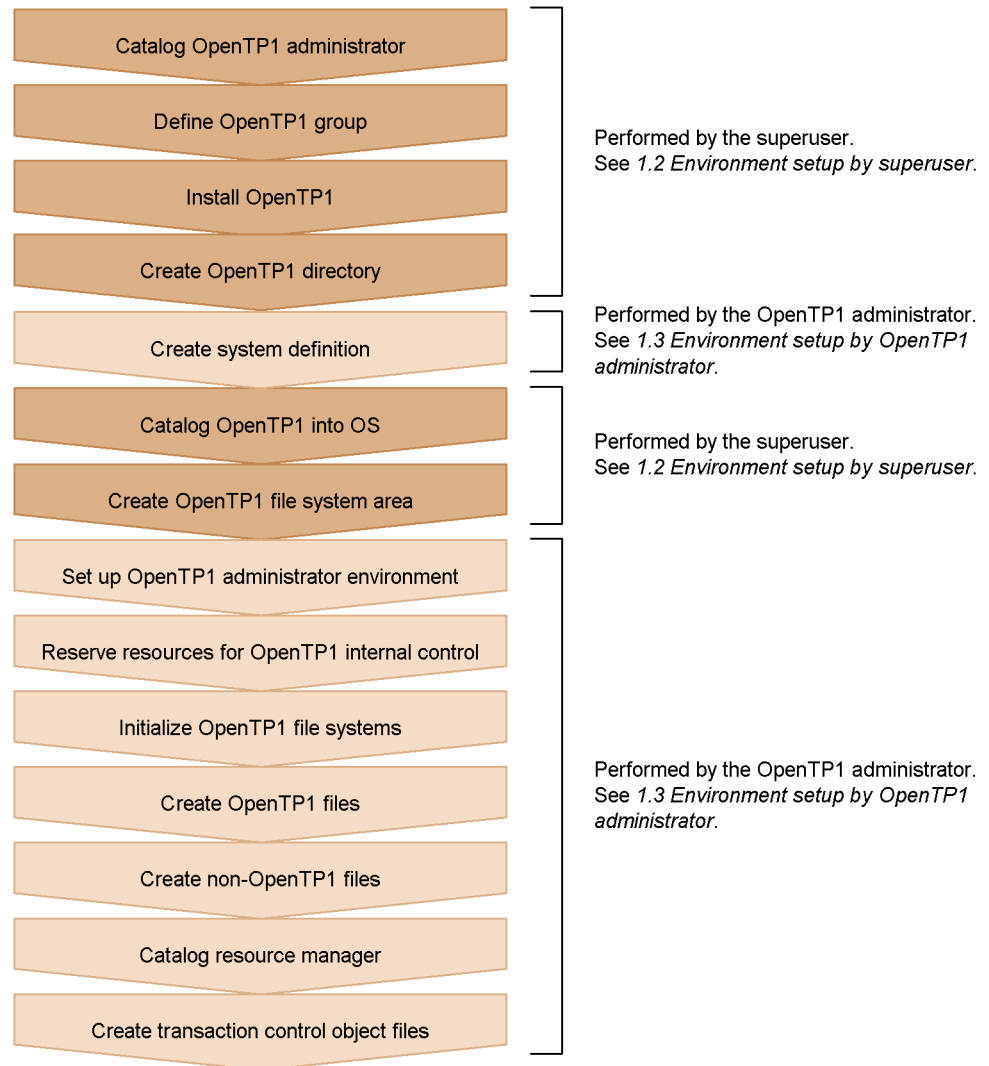 Catalog OpenTP1 administrator
Define OpenTP1 group
Install OpenTP1
Create OpenTP1 directory
Performed by the superuser.
See 1.2 Environment setup by superuser.
Create system definition
Performed by the OpenTP1 administrator.
See 1.3 Environment setup by OpenTP1
administrator.
Catalog OpenTP1 into OS
Create OpenTP1 file system area
Performed by the superuser.
See 1.2 Environment setup by superuser.
Set up OpenTP1 administrator environment
Reserve resources for OpenTP1 internal control
Initialize OpenTP1 file systems
Create OpenTP1 files
Create non-OpenTP1 files
Catalog resource manager
Create transaction control object files
Performed by the OpenTP1 administrator.
See 1.3 Environment setup by OpenTP1
administrator.